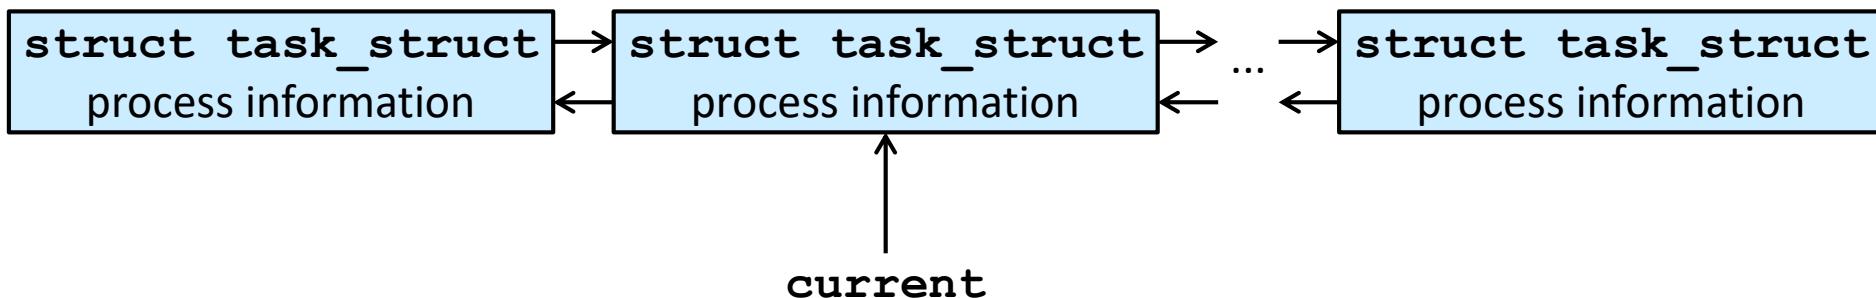 struct task_struct
process information
struct task_struct
process information
...
struct task_struct
process information
current